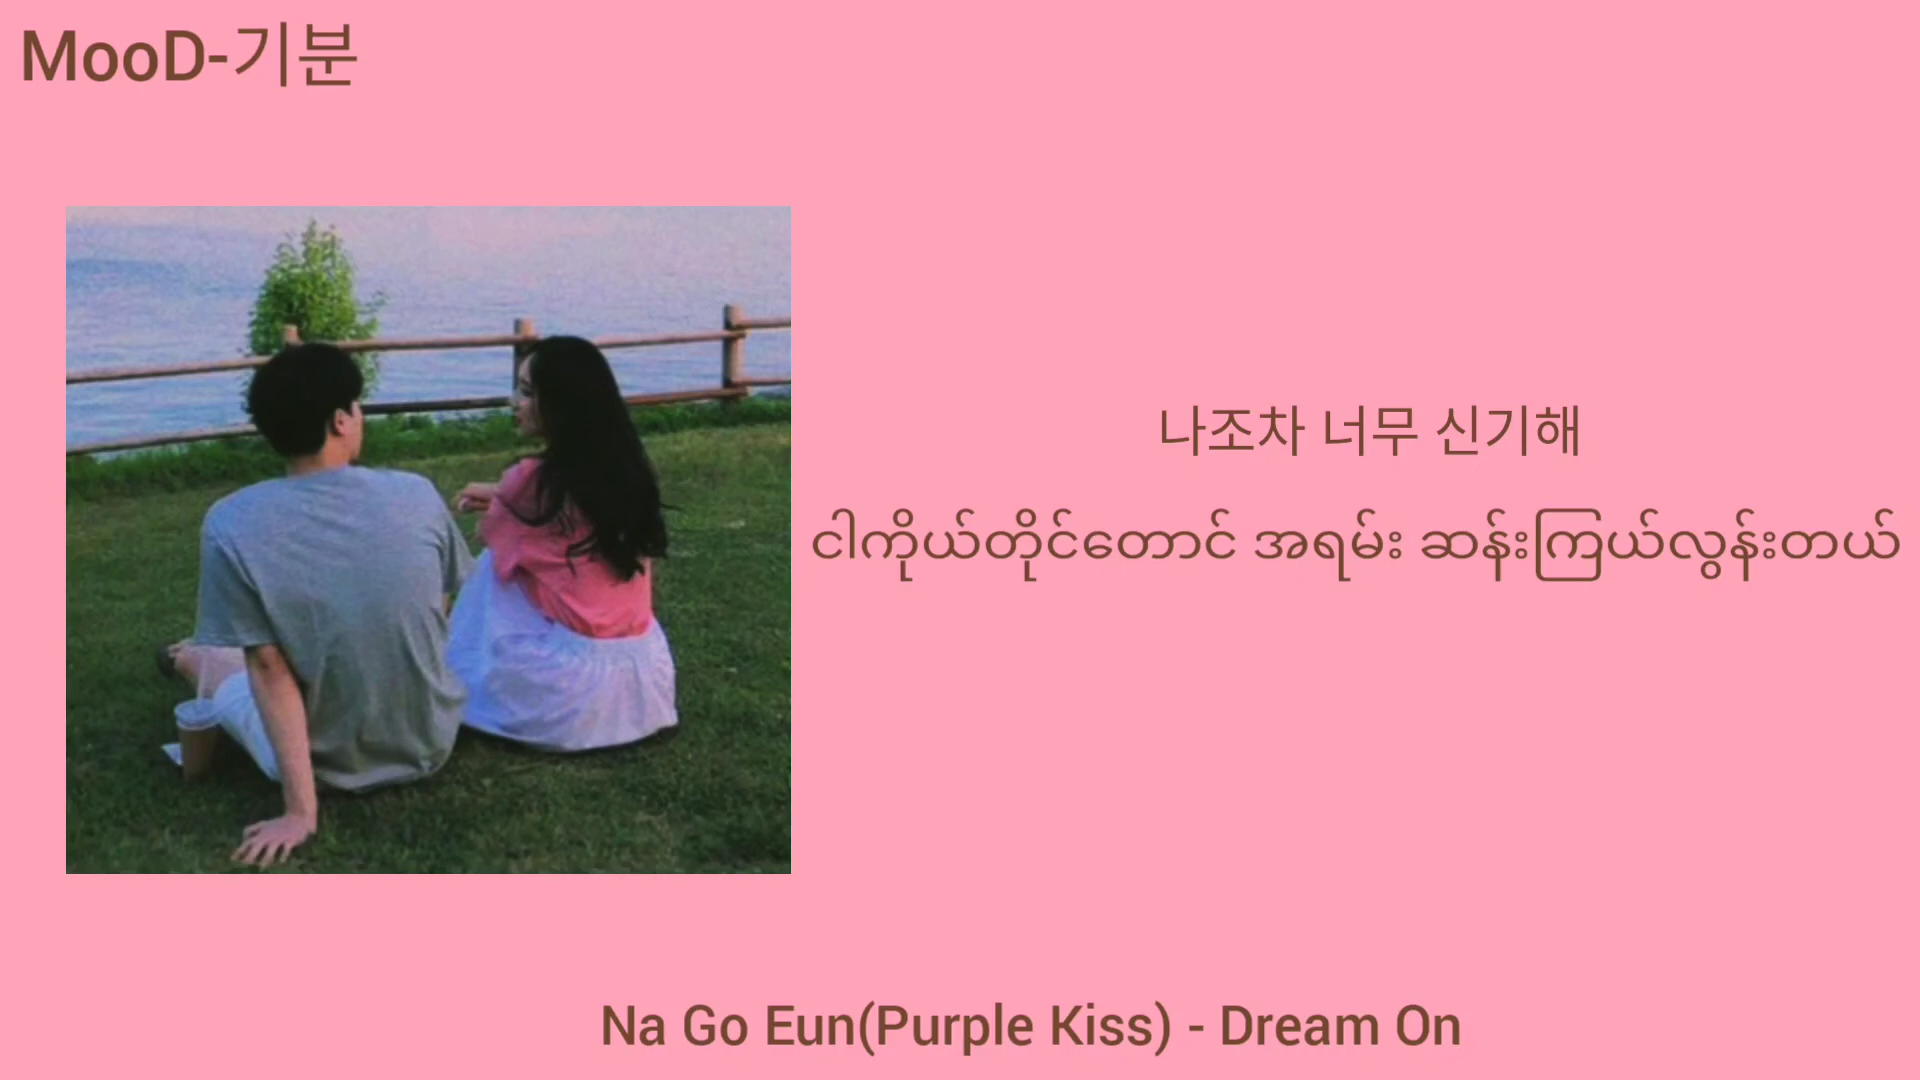 MooD-기분
나조차 너무 신기해
ငါကိုယ်တိုင်တောင် အရမ်း ဆန်းကြယ်လွန်းတယ်
Na Go Eun(Purple Kiss) - Dream On